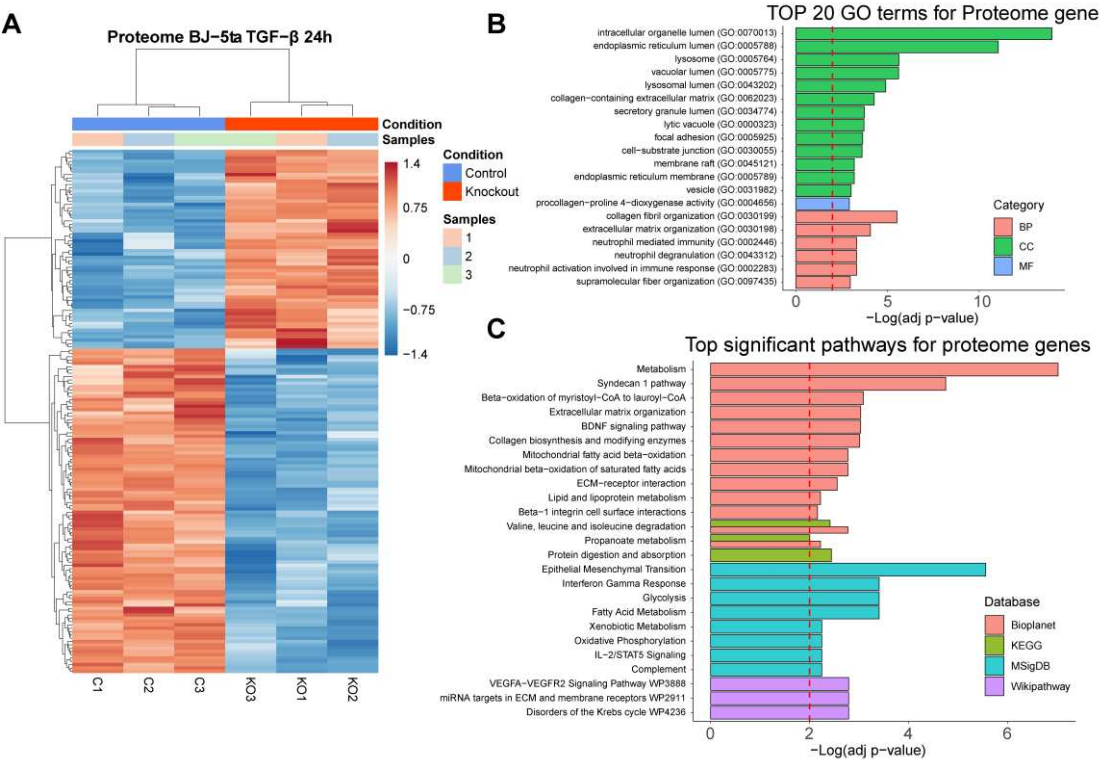 A
Proteome BJ−5ta TGF−β 24h
Condition
Samples
1.4
0.75
0
−0.75
−1.4
Condition
Control
Knockout
Samples
1
2
3
C1
C2
C3
KO3
KO1
KO2
B
TOP 20 GO terms for Proteome gene
intracellular organelle lumen (GO:0070013)
endoplasmic reticulum lumen (GO:0005788)
lysosome (GO:0005764)
vacuolar lumen (GO:0005775)
lysosomal lumen (GO:0043202)
collagen−containing extracellular matrix (GO:0062023)
secretory granule lumen (GO:0034774)
lytic vacuole (GO:0000323)
focal adhesion (GO:0005925)
cell−substrate junction (GO:0030055)
membrane raft (GO:0045121)
endoplasmic reticulum membrane (GO:0005789)
vesicle (GO:0031982)
procollagen−proline 4−dioxygenase activity (GO:0004656)
collagen fibril organization (GO:0030199)
extracellular matrix organization (GO:0030198)
neutrophil mediated immunity (GO:0002446)
neutrophil degranulation (GO:0043312)
neutrophil activation involved in immune response (GO:0002283)
supramolecular fiber organization (GO:0097435)
Category
BP
CC
MF
0
5
10
−Log(adj p−value)
C
Top significant pathways for proteome genes
Metabolism
Syndecan 1 pathway
Beta−oxidation of myristoyl−CoA to lauroyl−CoA
Extracellular matrix organization
BDNF signaling pathway
Collagen biosynthesis and modifying enzymes
Mitochondrial fatty acid beta−oxidation
Mitochondrial beta−oxidation of saturated fatty acids
ECM−receptor interaction
Lipid and lipoprotein metabolism
Beta−1 integrin cell surface interactions
Valine, leucine and isoleucine degradation
Propanoate metabolism
Protein digestion and absorption
Epithelial Mesenchymal Transition
Interferon Gamma Response
Glycolysis
Fatty Acid Metabolism
Xenobiotic Metabolism
Oxidative Phosphorylation
IL−2/STAT5 Signaling
Complement
VEGFA−VEGFR2 Signaling Pathway WP3888
miRNA targets in ECM and membrane receptors WP2911
Disorders of the Krebs cycle WP4236
Database
Bioplanet
KEGG
MSigDB
Wikipathway
0
2
4
6
−Log(adj p−value)